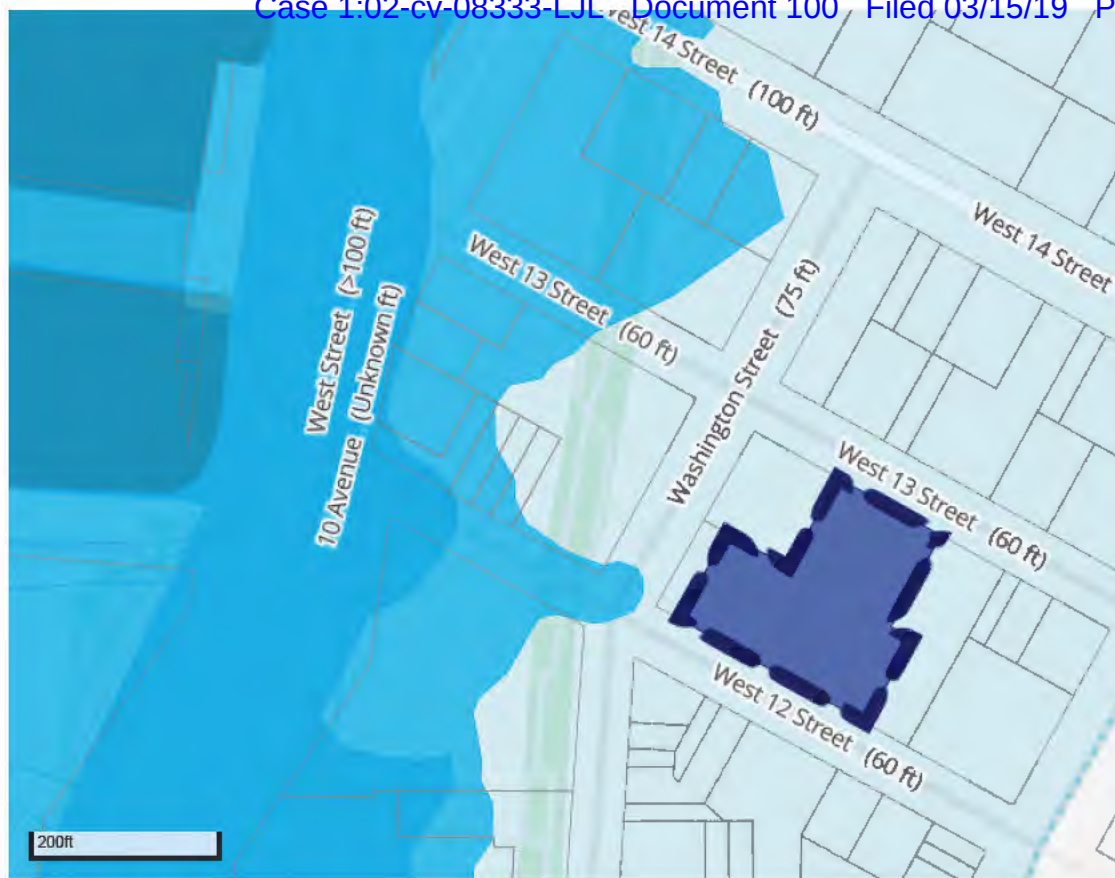 Case 1:02-cv-08333-LJL Document 100 Filed 03/15/19 P
West 14 Street (100 ft)
West 14 Street
West Street (>100 ft)
10 Avenue (Unknown ft)
West 13 Street (60 ft)
Washington Street (75 ft)
West 13 Street (60 ft)
West 12 Street (60 ft)
200ft